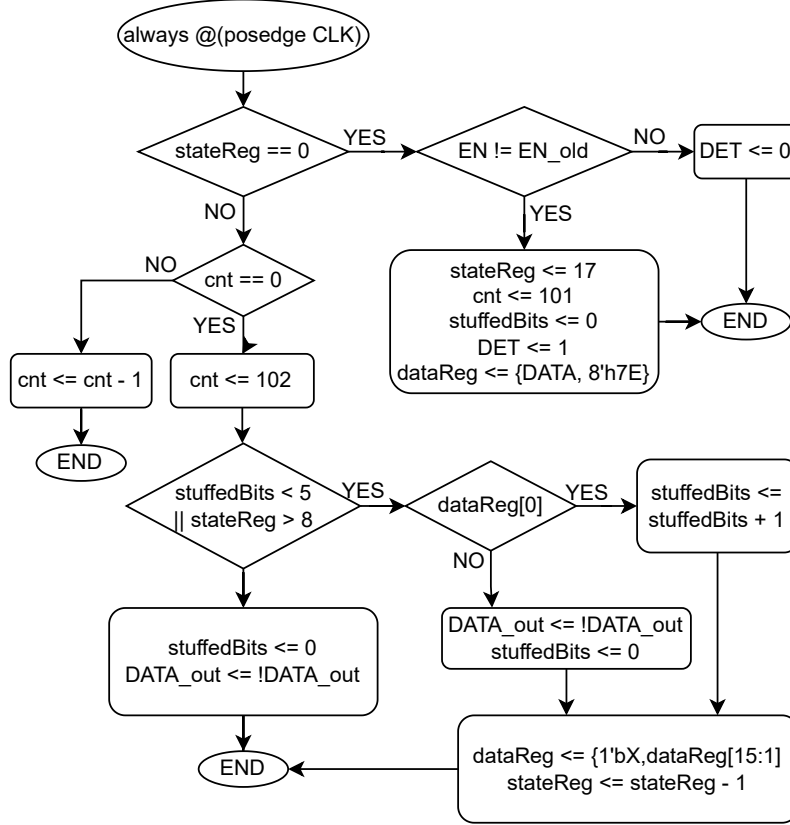 always @(posedge CLK)
stateReg == 0
YES
EN != EN_old
NO
DET <= 0
NO
YES
cnt == 0
NO
YES
stateReg <= 17
cnt <= 101
stuffedBits <= 0
DET <= 1
dataReg <= {DATA, 8'h7E}
END
cnt <= cnt - 1
cnt <= 102
END
stuffedBits < 5
|| stateReg > 8
YES
dataReg[0]
YES
stuffedBits <=
stuffedBits + 1
NO
stuffedBits <= 0
DATA_out <= !DATA_out
DATA_out <= !DATA_out
stuffedBits <= 0
dataReg <= {1'bX,dataReg[15:1]
stateReg <= stateReg - 1
END